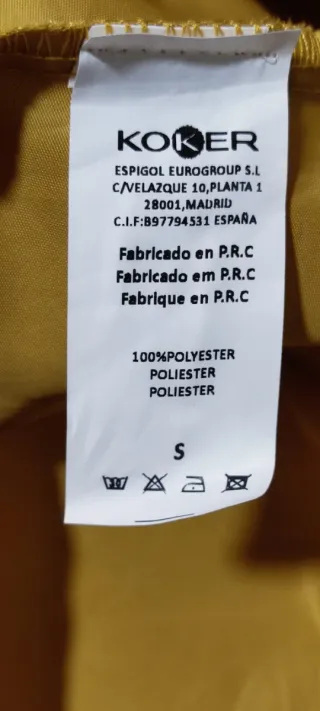 KOKER
ESPIGOL EUROGROUP S.L
C/VELAZQUE 10,PLANTA 1
28001,MADRID
C.I.F:B97794531 ESPAÑA
Fabricado en P.R.C
Fabricado em P.R.C
Fabrique en P.R.C
100%POLYESTER
POLIESTER
POLIESTER
S
30